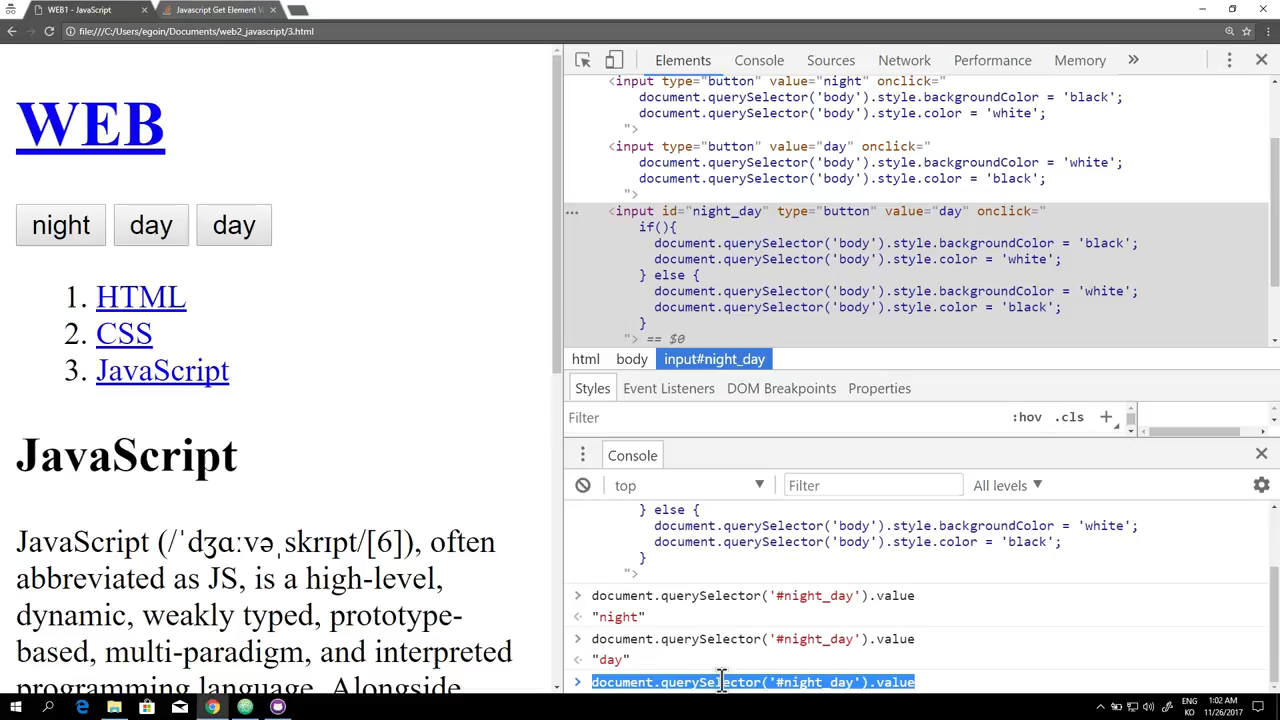 WEB1 - JavaScript
Javascript Get Element V
file:///C:/Users/egoin/Documents/web2_javascript/3.html
WEB
night day day
1. HTML
2. CSS
3. JavaScript
JavaScript
JavaScript (/ˈdʒɑːvəˌskrɪpt/[6]), often
abbreviated as JS, is a high-level,
dynamic, weakly typed, prototype-
based, multi-paradigm, and interpreted
programming language. Alongside
Elements Console Sources Network Performance Memory »
<input type="button" value="night" onclick="
document.querySelector('body').style.backgroundColor = 'black';
document.querySelector('body').style.color = 'white';
">
<input type="button" value="day" onclick="
document.querySelector('body').style.backgroundColor = 'white';
document.querySelector('body').style.color = 'black';
">
<input id="night_day" type="button" value="day" onclick="
if(){
document.querySelector('body').style.backgroundColor = 'black';
document.querySelector('body').style.color = 'white';
} else {
document.querySelector('body').style.backgroundColor = 'white';
document.querySelector('body').style.color = 'black';
}
"> == $0
html body input#night_day
Styles Event Listeners DOM Breakpoints Properties
Filter :hov .cls +
Console
top Filter All levels
} else {
document.querySelector('body').style.backgroundColor = 'white';
document.querySelector('body').style.color = 'black';
}
">
> document.querySelector('#night_day').value
"night"
> document.querySelector('#night_day').value
"day"
> document.querySelector('#night_day').value
ENG
KO
1:02 AM
11/26/2017